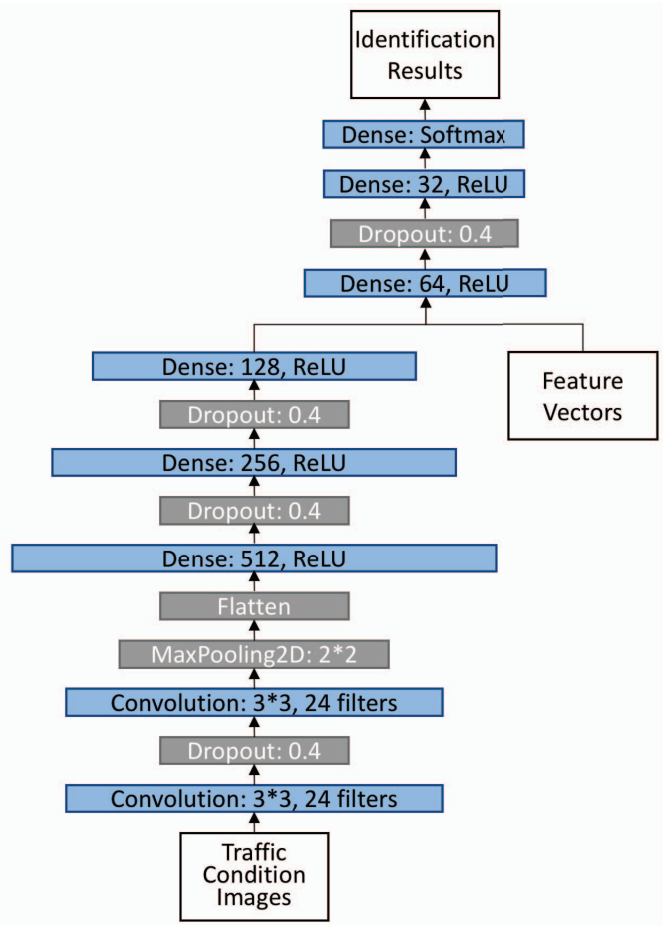 Identification
Results
Dense: Softmax
Dense: 32, ReLU
Dropout: 0.4
Dense: 64, ReLU
Dense: 128, ReLU
Feature
Vectors
Dropout: 0.4
Dense: 256, ReLU
Dropout: 0.4
Dense: 512, ReLU
Flatten
MaxPooling2D: 2*2
Convolution: 3*3, 24 filters
Dropout: 0.4
Convolution: 3*3, 24 filters
Traffic
Condition
Images